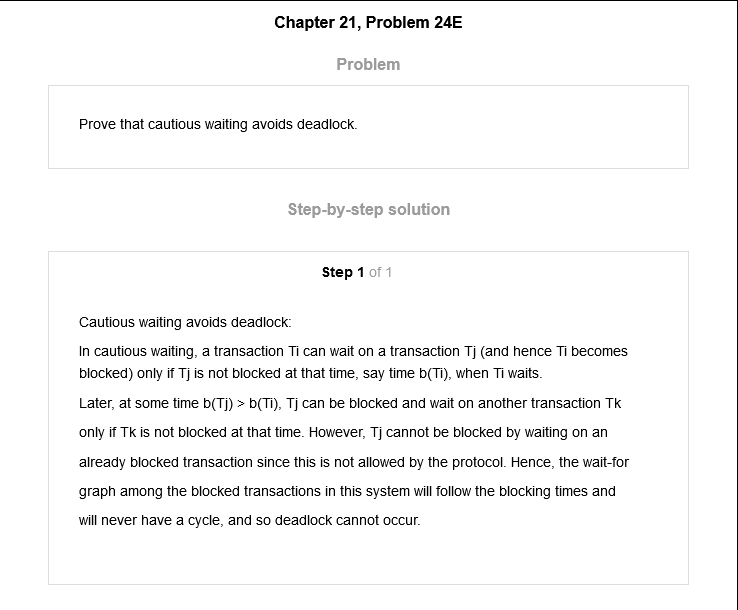 Chapter 21, Problem 24E
Problem
Prove that cautious waiting avoids deadlock.
Step-by-step solution
Step 1 of 1
Cautious waiting avoids deadlock:
In cautious waiting, a transaction Ti can wait on a transaction Tj (and hence Ti becomes
blocked) only if Tj is not blocked at that time, say time b(Ti), when Ti waits.
Later, at some time b(Tj) > b(Ti), Tj can be blocked and wait on another transaction Tk
only if Tk is not blocked at that time. However, Tj cannot be blocked by waiting on an
already blocked transaction since this is not allowed by the protocol. Hence, the wait-for
graph among the blocked transactions in this system will follow the blocking times and
will never have a cycle, and so deadlock cannot occur.